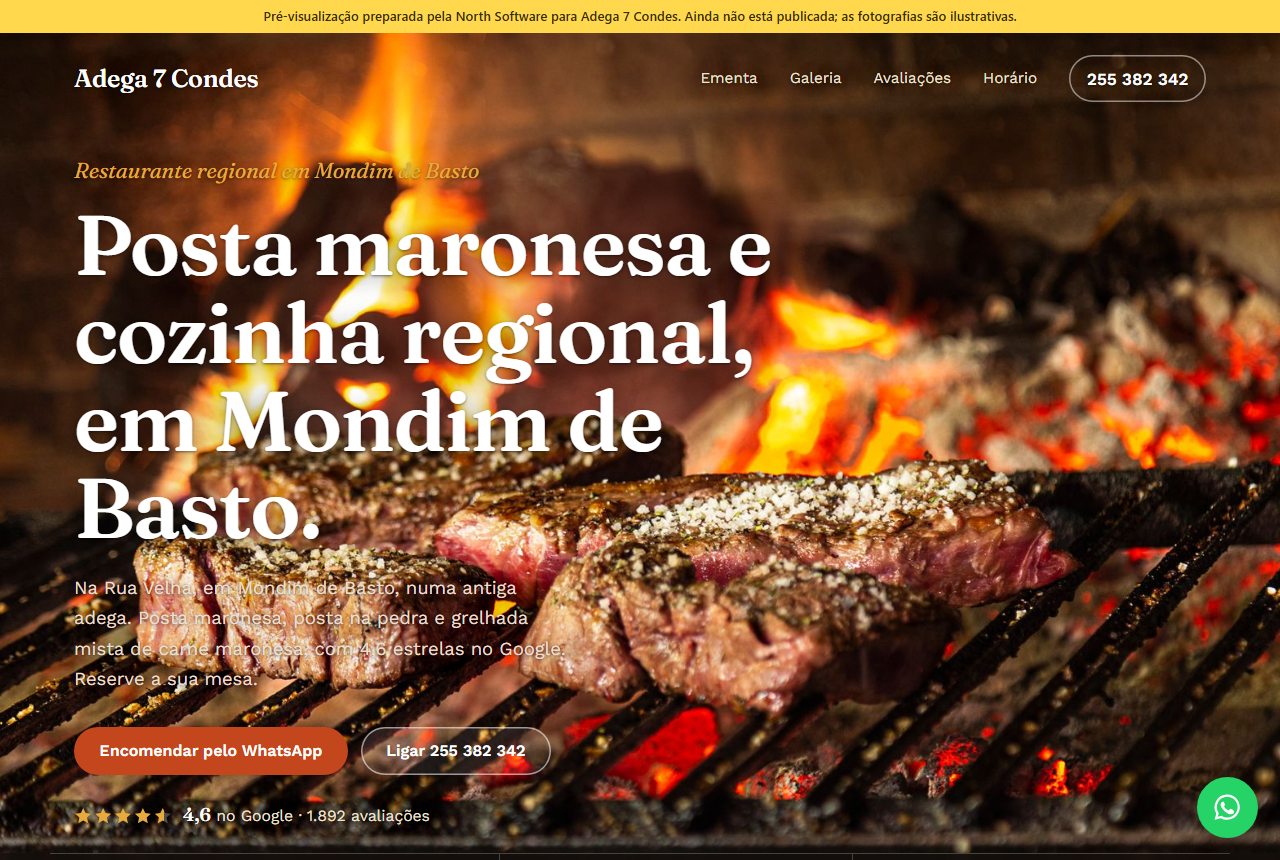 Pré-visualização preparada pela North Software para Adega 7 Condes. Ainda não está publicada; as fotografias são ilustrativas.
Adega 7 Condes
Ementa
Galeria
Avaliações
Horário
255 382 342
Restaurante regional em Mondim de Basto
Posta maronesa e
cozinha regional,
em Mondim de
Basto.
Na Rua Velha, em Mondim de Basto, numa antiga
adega. Posta maronesa, posta na pedra e grelhada
mista de carne maronesa, com 4,6 estrelas no Google.
Reserve a sua mesa.
Encomendar pelo WhatsApp
Ligar 255 382 342
4,6 no Google · 1.892 avaliações